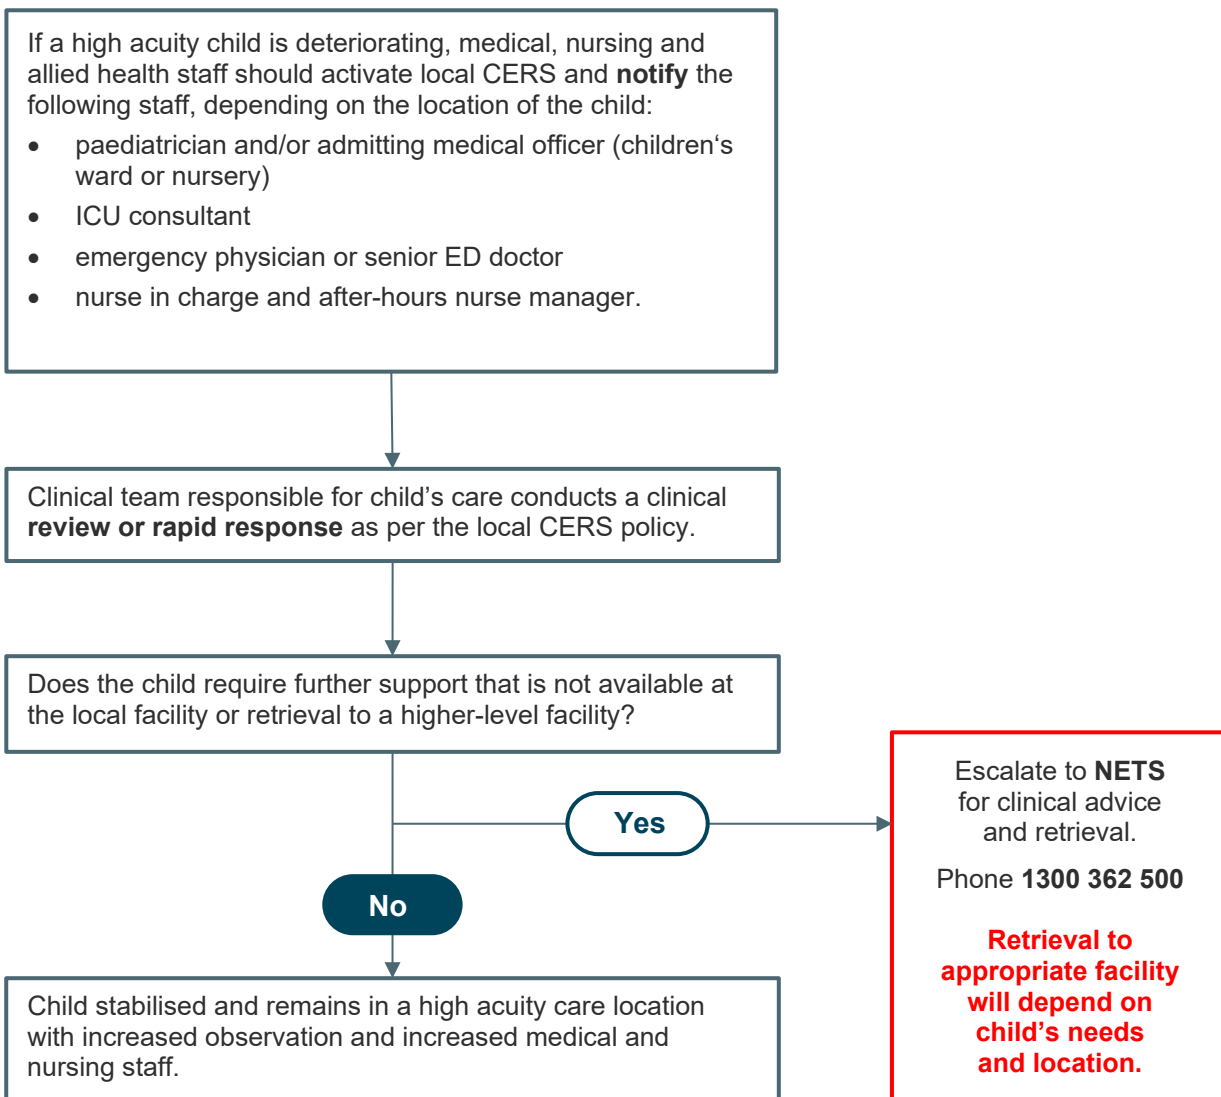 If a high acuity child is deteriorating, medical, nursing and
allied health staff should activate local CERS and notify the
following staff, depending on the location of the child:
• paediatrician and/or admitting medical officer (children‘s
ward or nursery)
• ICU consultant
• emergency physician or senior ED doctor
• nurse in charge and after-hours nurse manager.
Clinical team responsible for child’s care conducts a clinical
review or rapid response as per the local CERS policy.
Does the child require further support that is not available at
the local facility or retrieval to a higher-level facility?
Yes
Escalate to NETS
for clinical advice
and retrieval.
Phone 1300 362 500
Retrieval to
appropriate facility
will depend on
child’s needs
and location.
No
Child stabilised and remains in a high acuity care location
with increased observation and increased medical and
nursing staff.